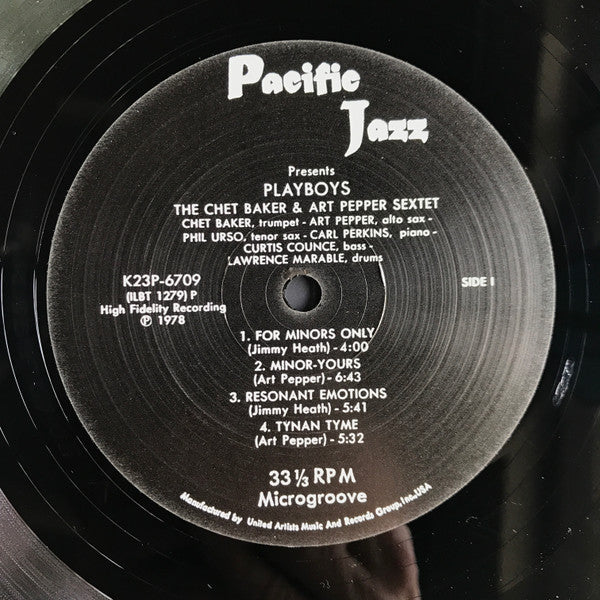 Pacific
Jazz
Presents
PLAYBOYS
THE CHET BAKER & ART PEPPER SEXTET
CHET BAKER, trumpet - ART PEPPER, alto sax -
PHIL URSO, tenor sax - CARL PERKINS, piano -
CURTIS COUNCE, bass -
LAWRENCE MARABLE, drums
K23P-6709
(ILBT 1279) P
High Fidelity Recording
℗ 1978
SIDE I
1. FOR MINORS ONLY
(Jimmy Heath) - 4:00
2. MINOR-YOURS
(Art Pepper) - 6:43
3. RESONANT EMOTIONS
(Jimmy Heath) - 5:41
4. TYNAN TYME
(Art Pepper) - 5:32
33 ⅓ RPM
Microgroove
Manufactured by United Artists Music And Records Group, Inc., USA